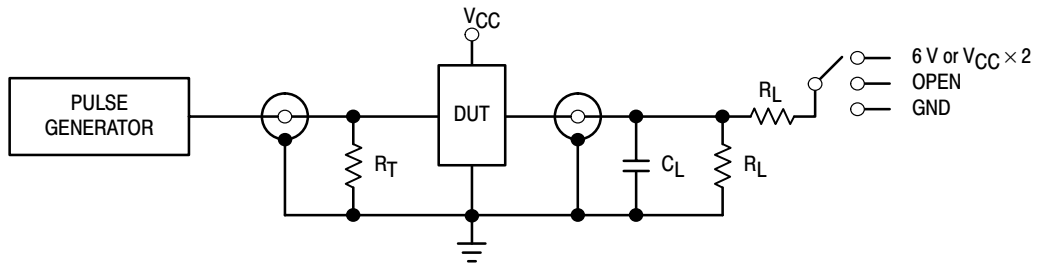 VCC
PULSE
GENERATOR
RT
DUT
CL
RL
RL
6 V or VCC × 2
OPEN
GND